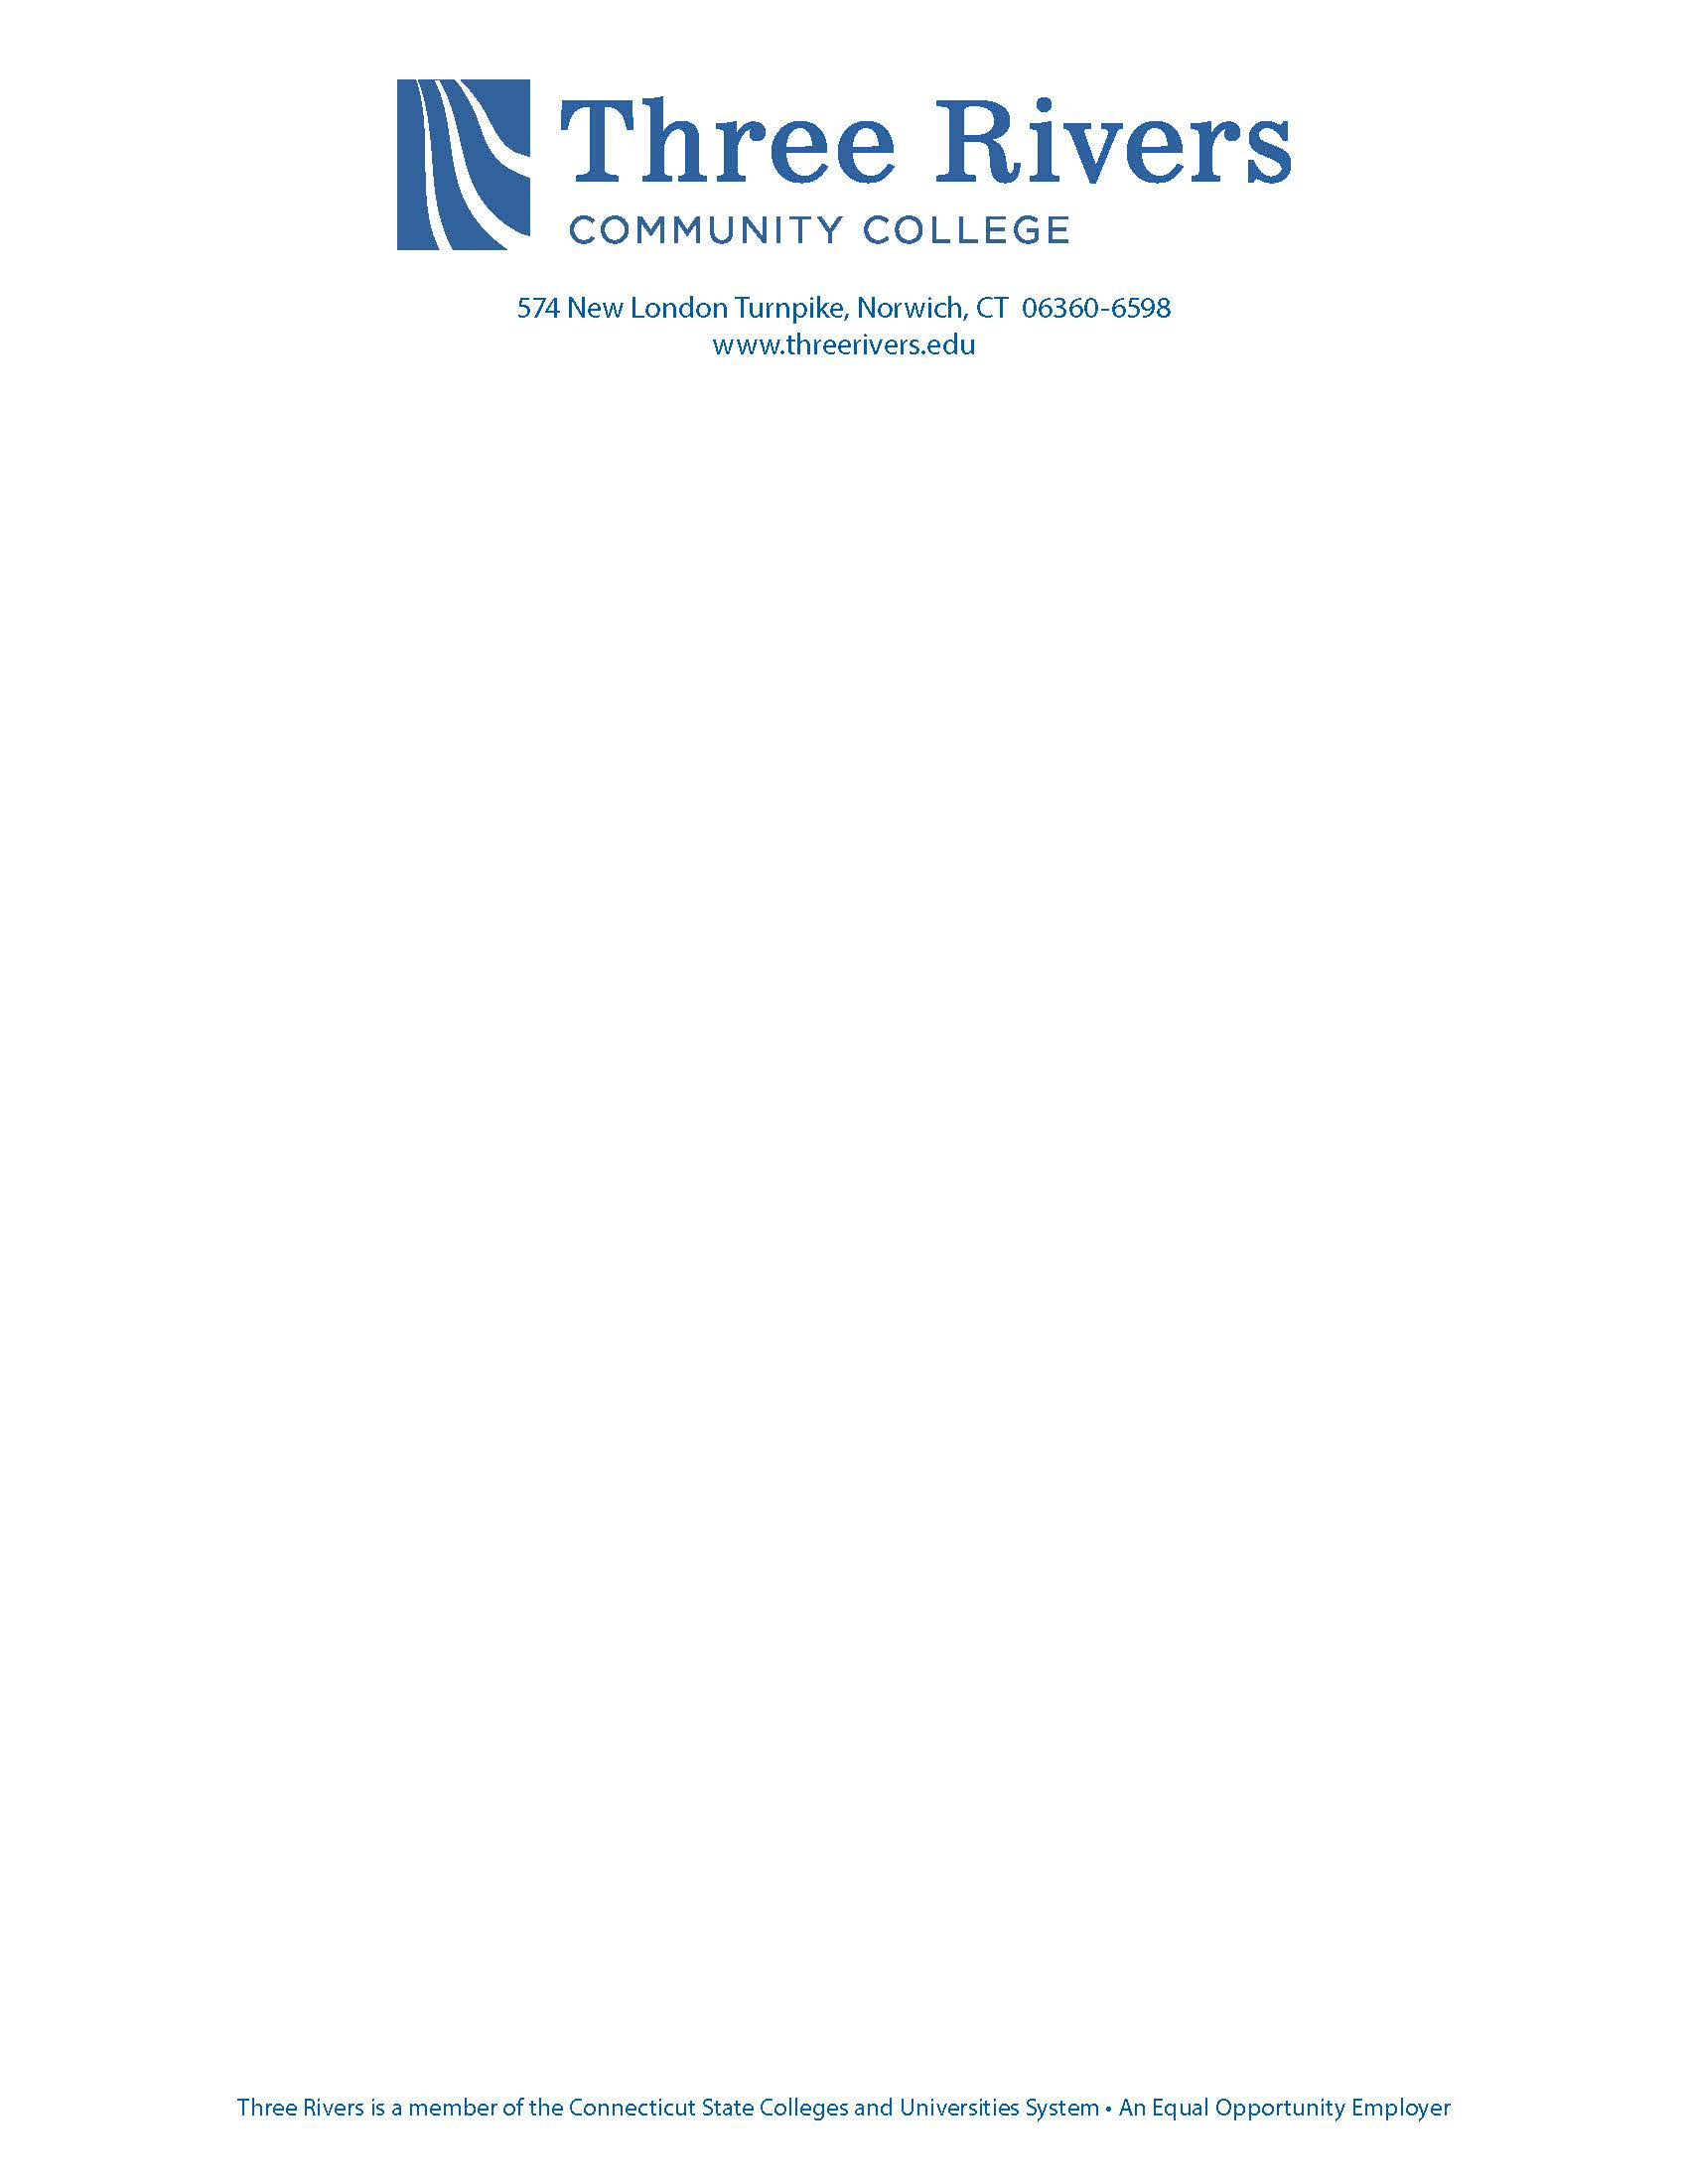 Three Rivers
COMMUNITY COLLEGE
574 New London Turnpike, Norwich, CT  06360-6598
www.threerivers.edu
Three Rivers is a member of the Connecticut State Colleges and Universities System • An Equal Opportunity Employer